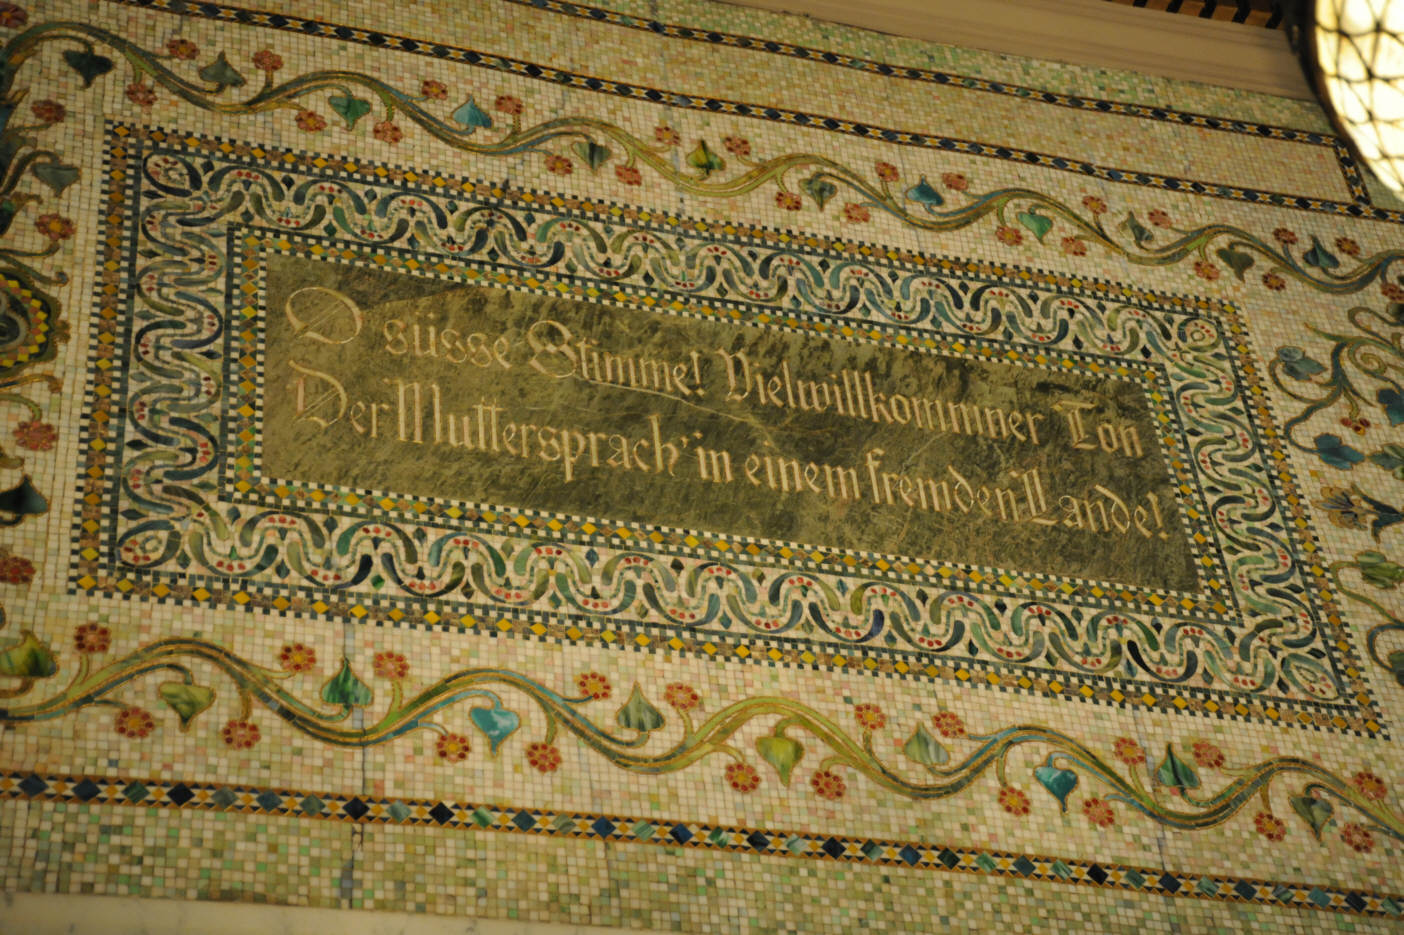 O süsse Stimme! Vielwillkommner Ton
Der Muttersprach' in einem fremden Lande!